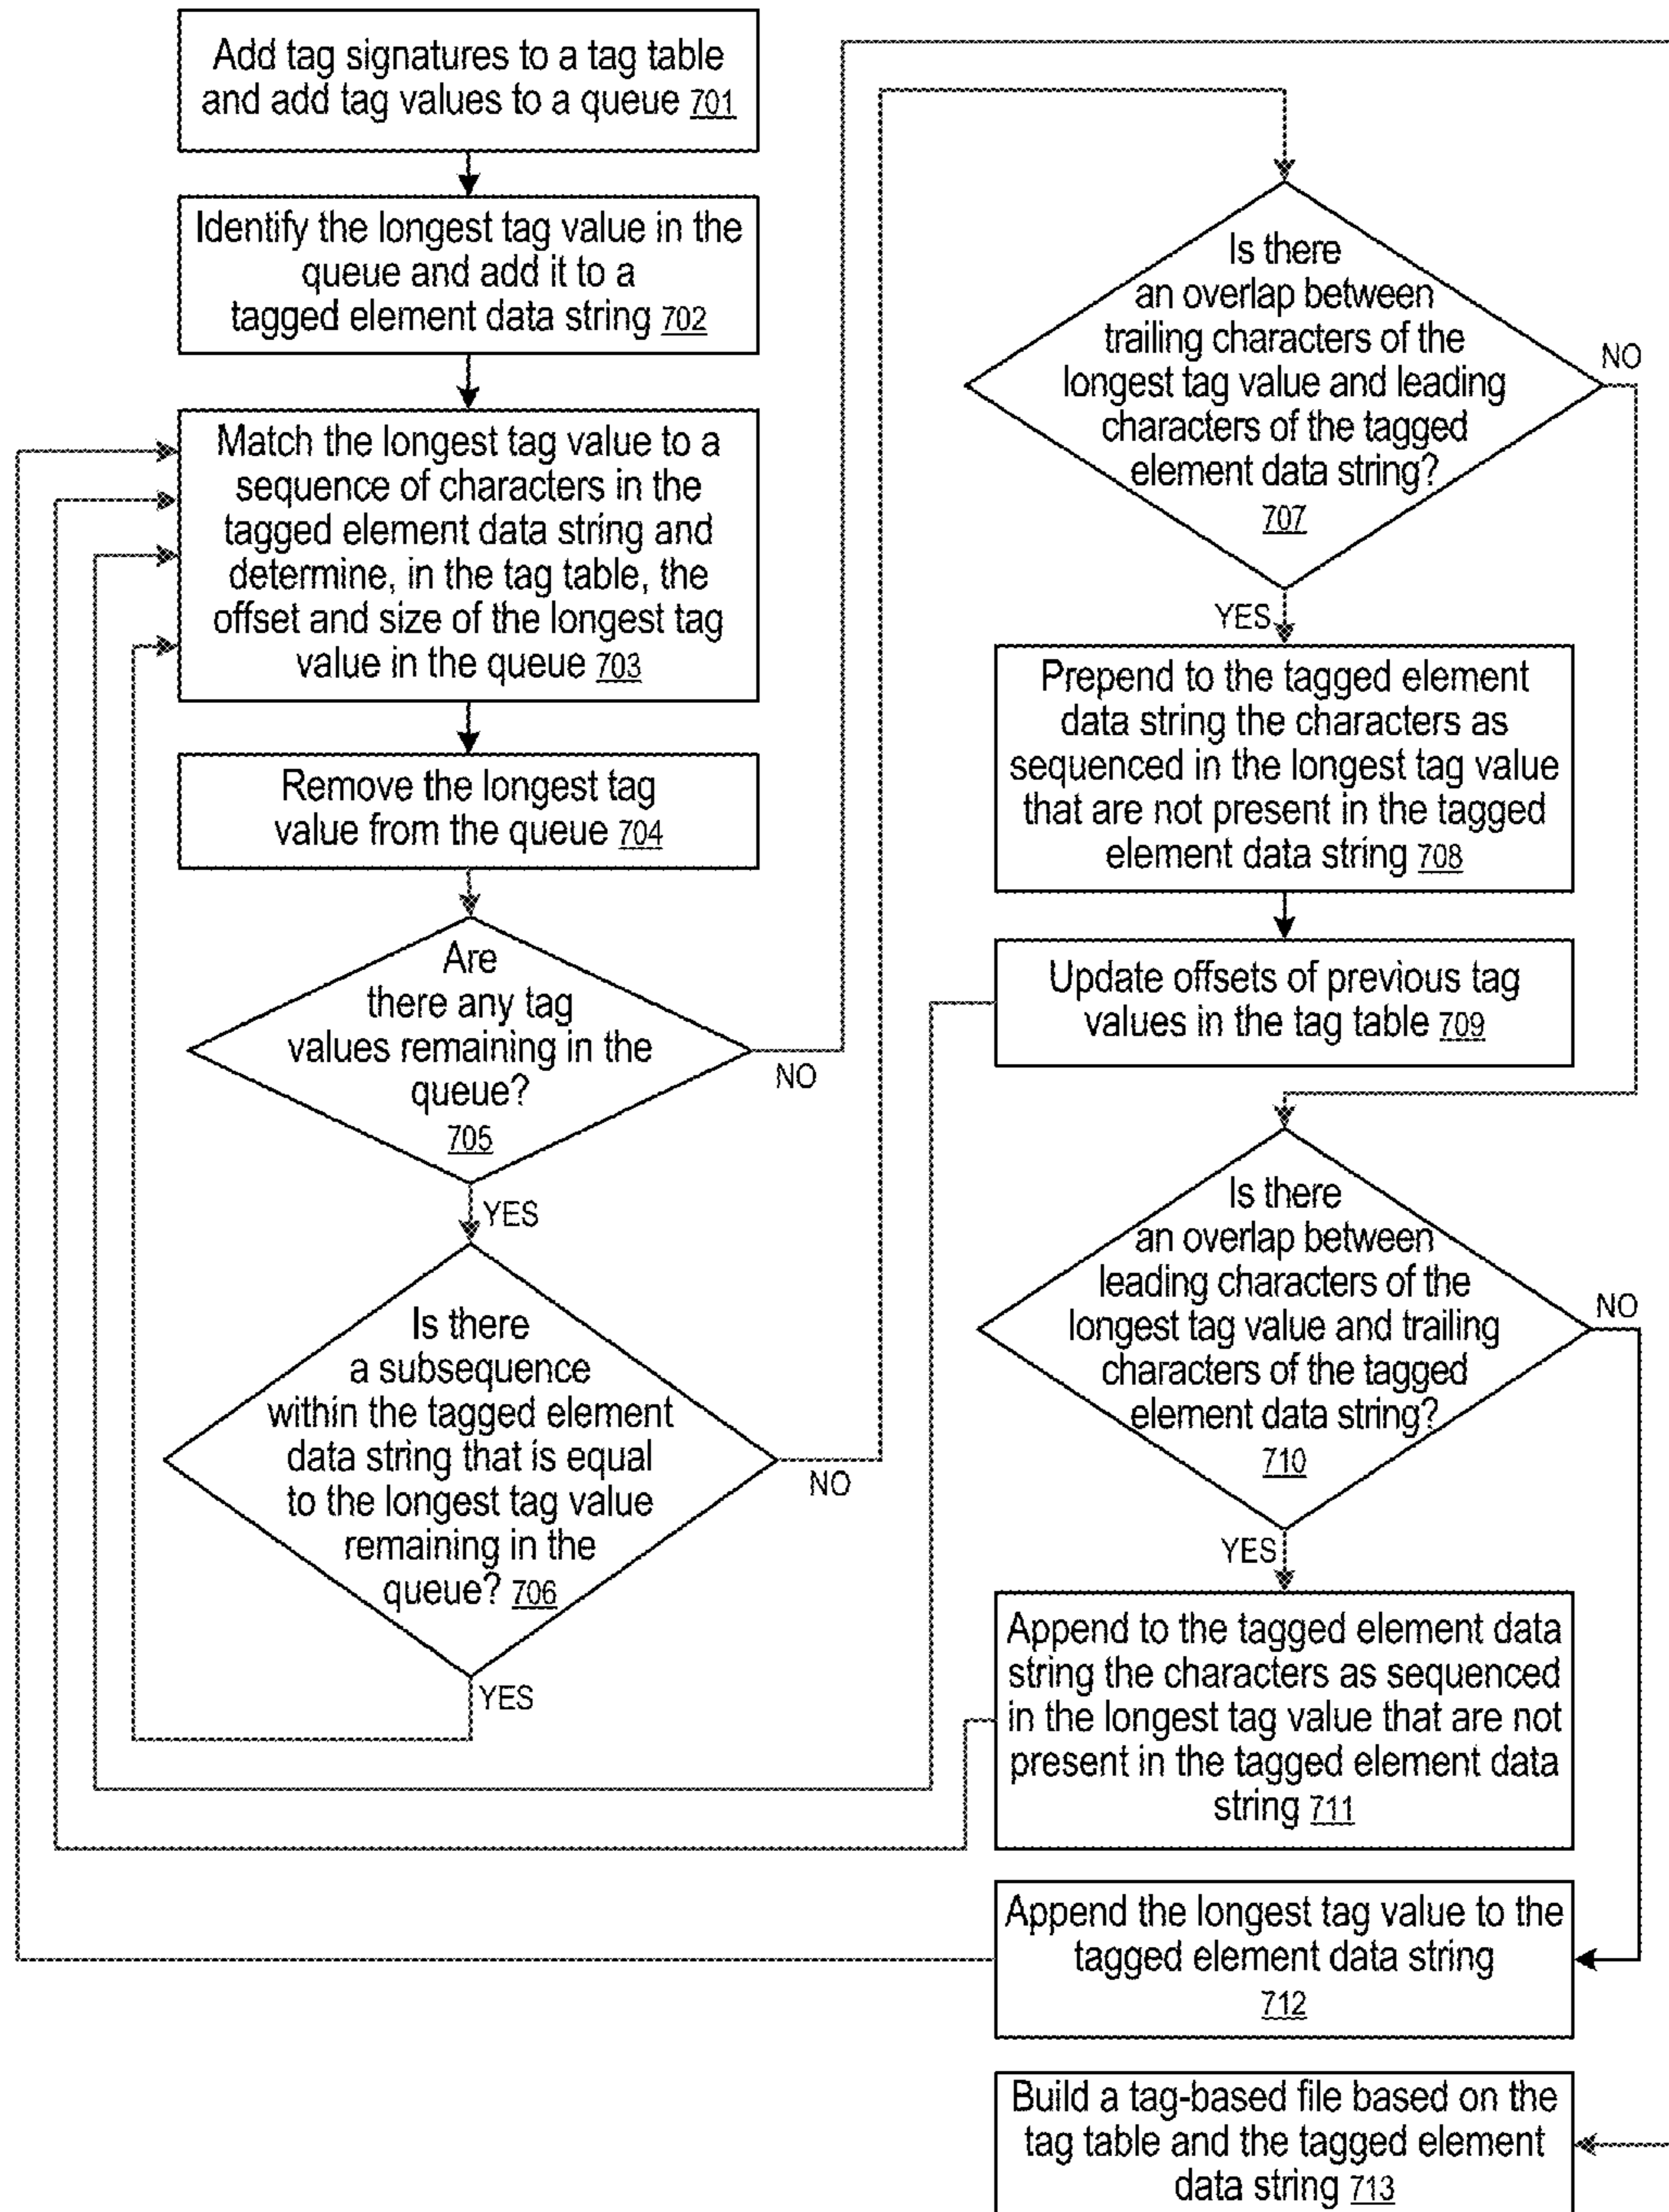 Add tag signatures to a tag table
and add tag values to a queue 701
Identify the longest tag value in the
queue and add it to a
tagged element data string 702
Match the longest tag value to a
sequence of characters in the
tagged element data string and
determine, in the tag table, the
offset and size of the longest tag
value in the queue 703
Remove the longest tag
value from the queue 704
Are
there any tag
values remaining in the
queue?
705
NO
YES
Is there
a subsequence
within the tagged element
data string that is equal
to the longest tag value
remaining in the
queue? 706
NO
YES
Is there
an overlap between
trailing characters of the
longest tag value and leading
characters of the tagged
element data string?
707
NO
YES
Prepend to the tagged element
data string the characters as
sequenced in the longest tag value
that are not present in the tagged
element data string 708
Update offsets of previous tag
values in the tag table 709
Is there
an overlap between
leading characters of the
longest tag value and trailing
characters of the tagged
element data string?
710
NO
YES
Append to the tagged element data
string the characters as sequenced
in the longest tag value that are not
present in the tagged element data
string 711
Append the longest tag value to the
tagged element data string
712
Build a tag-based file based on the
tag table and the tagged element
data string 713